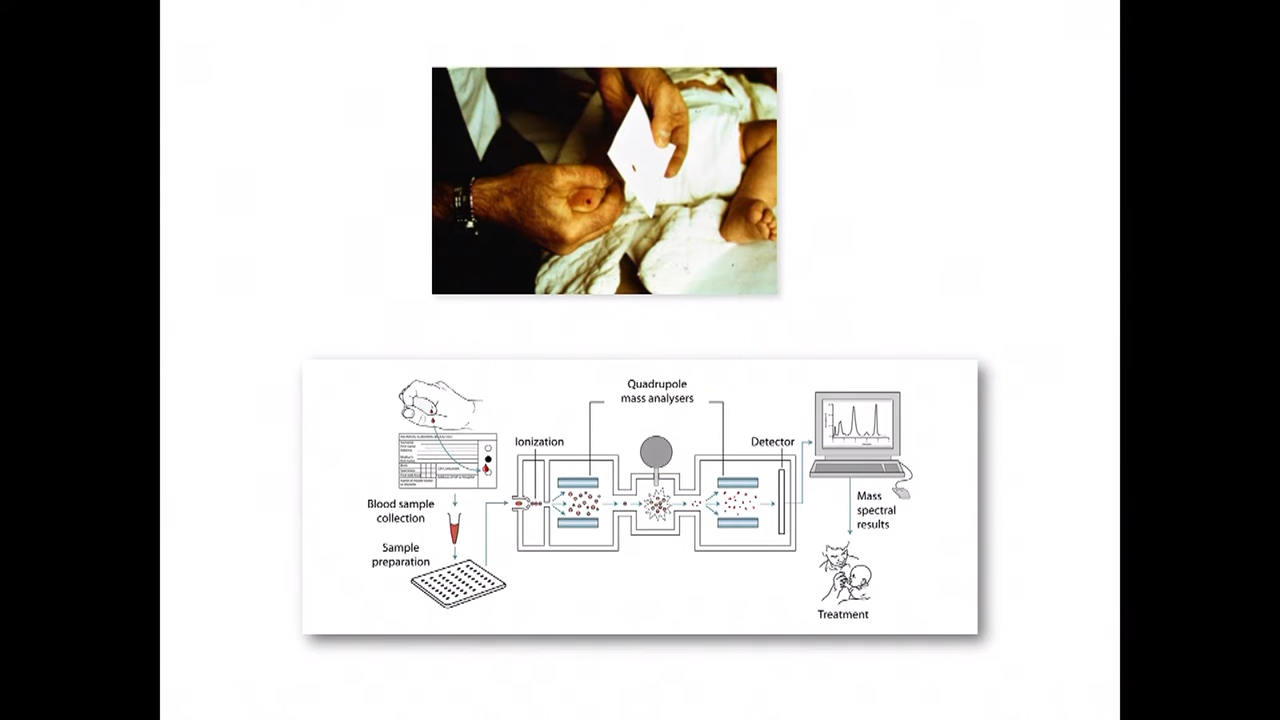 Quadrupole
mass analysers
Ionization
Detector
Blood sample
collection
Sample
preparation
Mass
spectral
results
Treatment